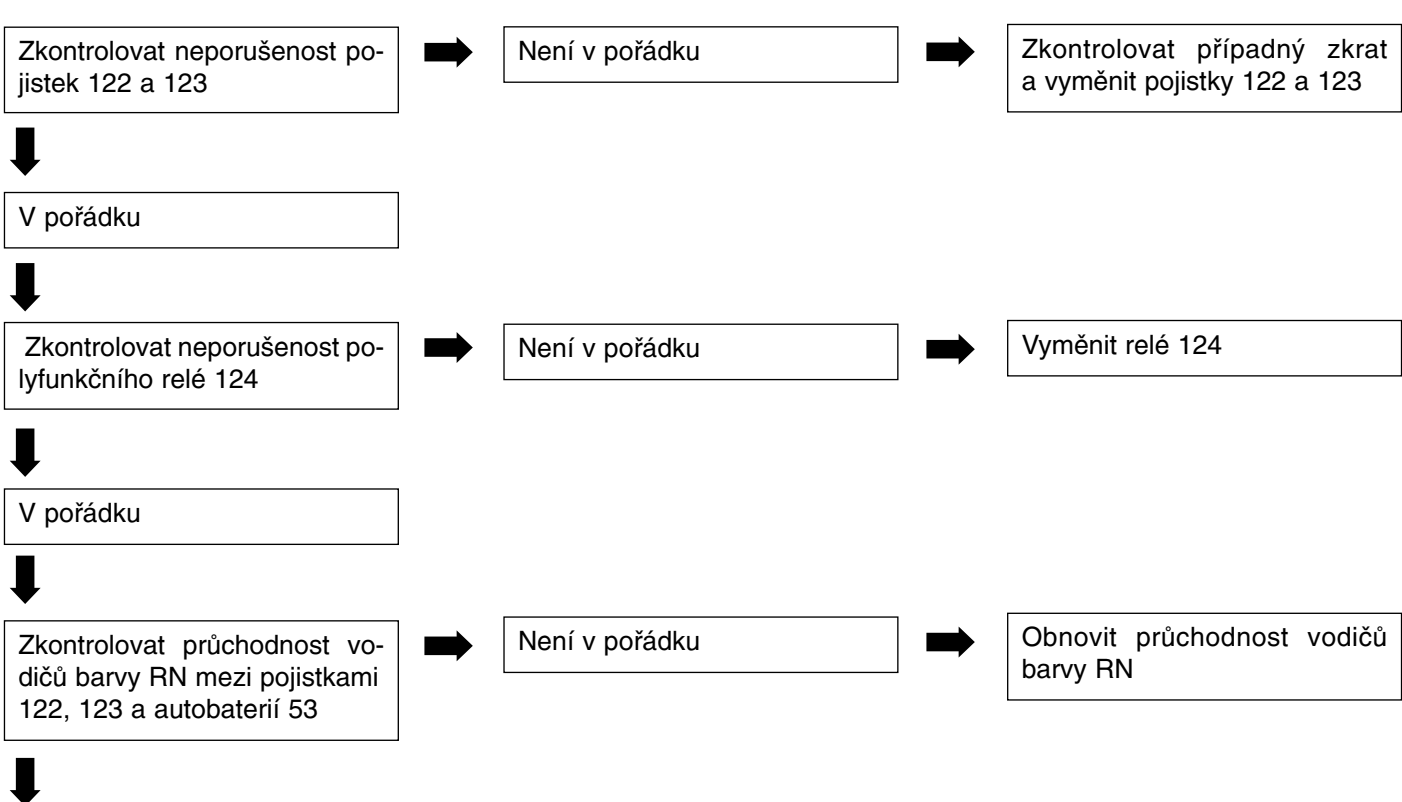 Zkontrolovat neporušenost po-
jistek 122 a 123
Není v pořádku
Zkontrolovat případný zkrat
a vyměnit pojistky 122 a 123
V pořádku
Zkontrolovat neporušenost po-
lyfunkčního relé 124
Není v pořádku
Vyměnit relé 124
V pořádku
Zkontrolovat průchodnost vo-
dičů barvy RN mezi pojistkami
122, 123 a autobaterií 53
Není v pořádku
Obnovit průchodnost vodičů
barvy RN